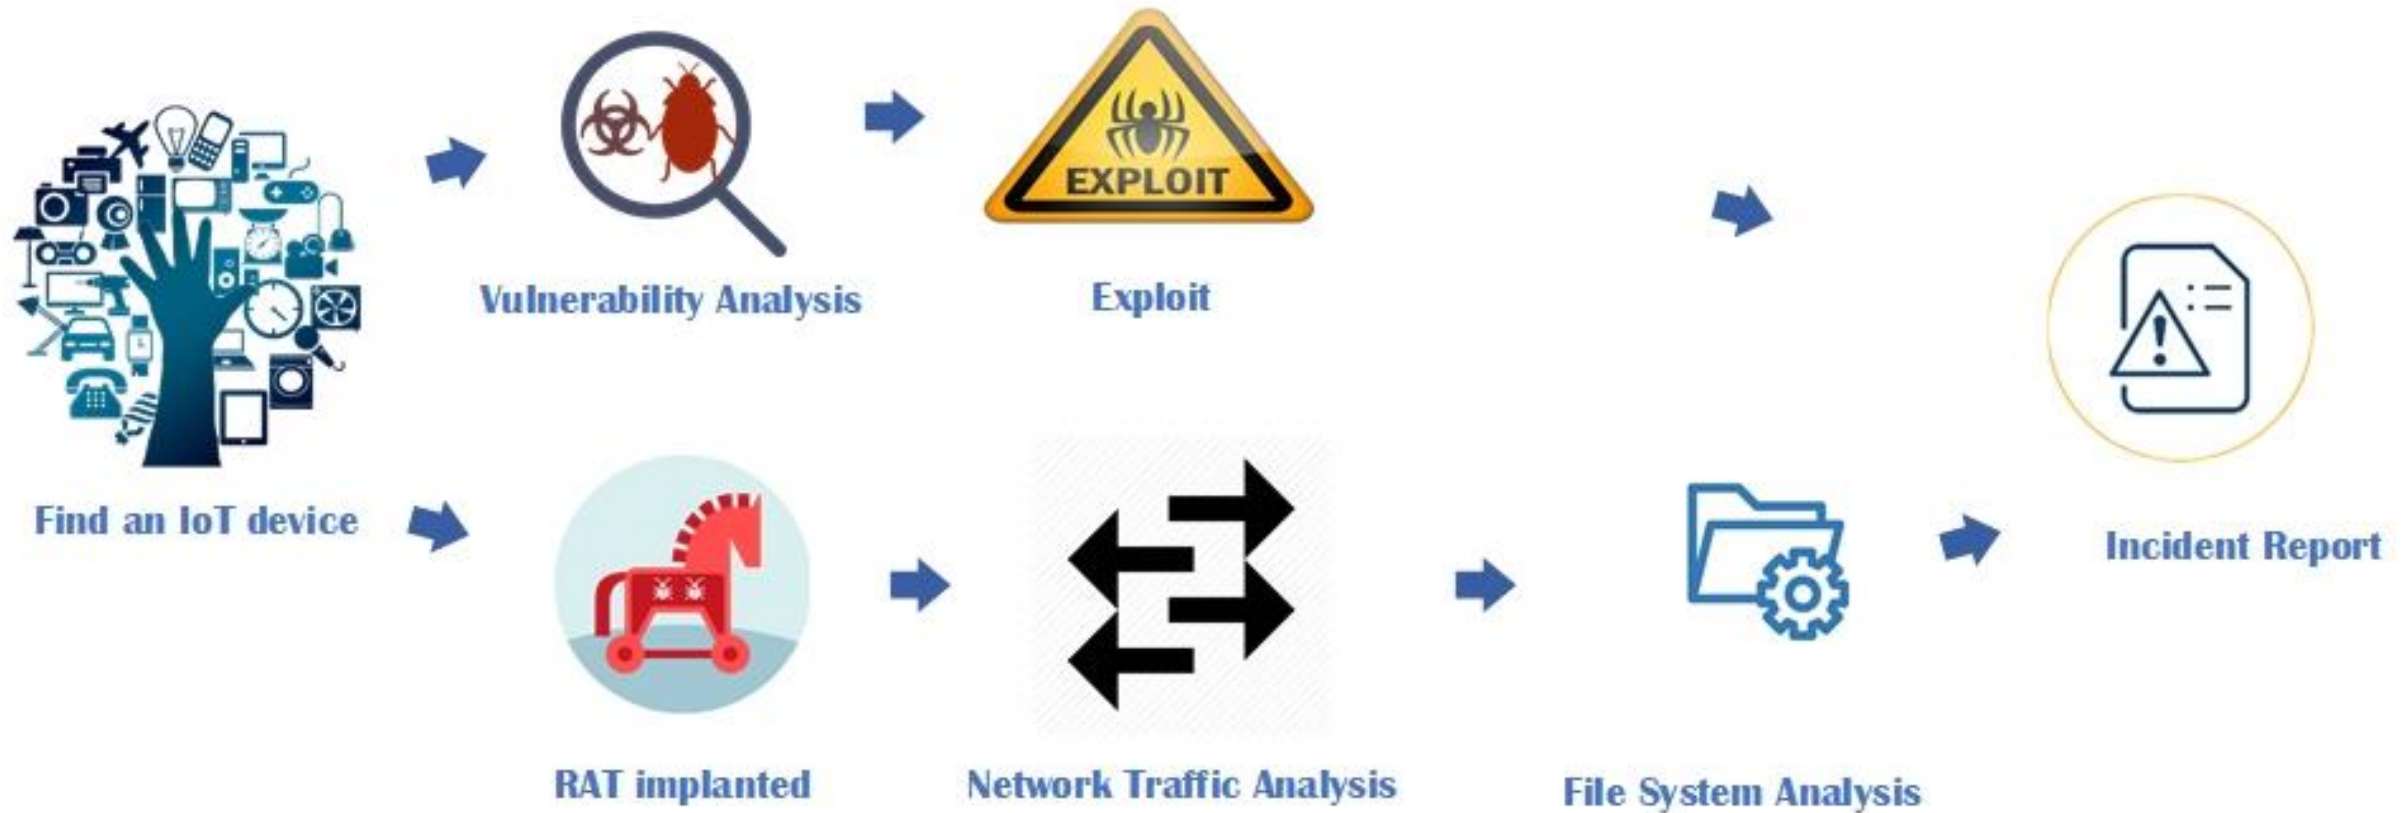 EXPLOIT
Vulnerability Analysis
Exploit
Find an IoT device
Incident Report
RAT implanted
Network Traffic Analysis
File System Analysis